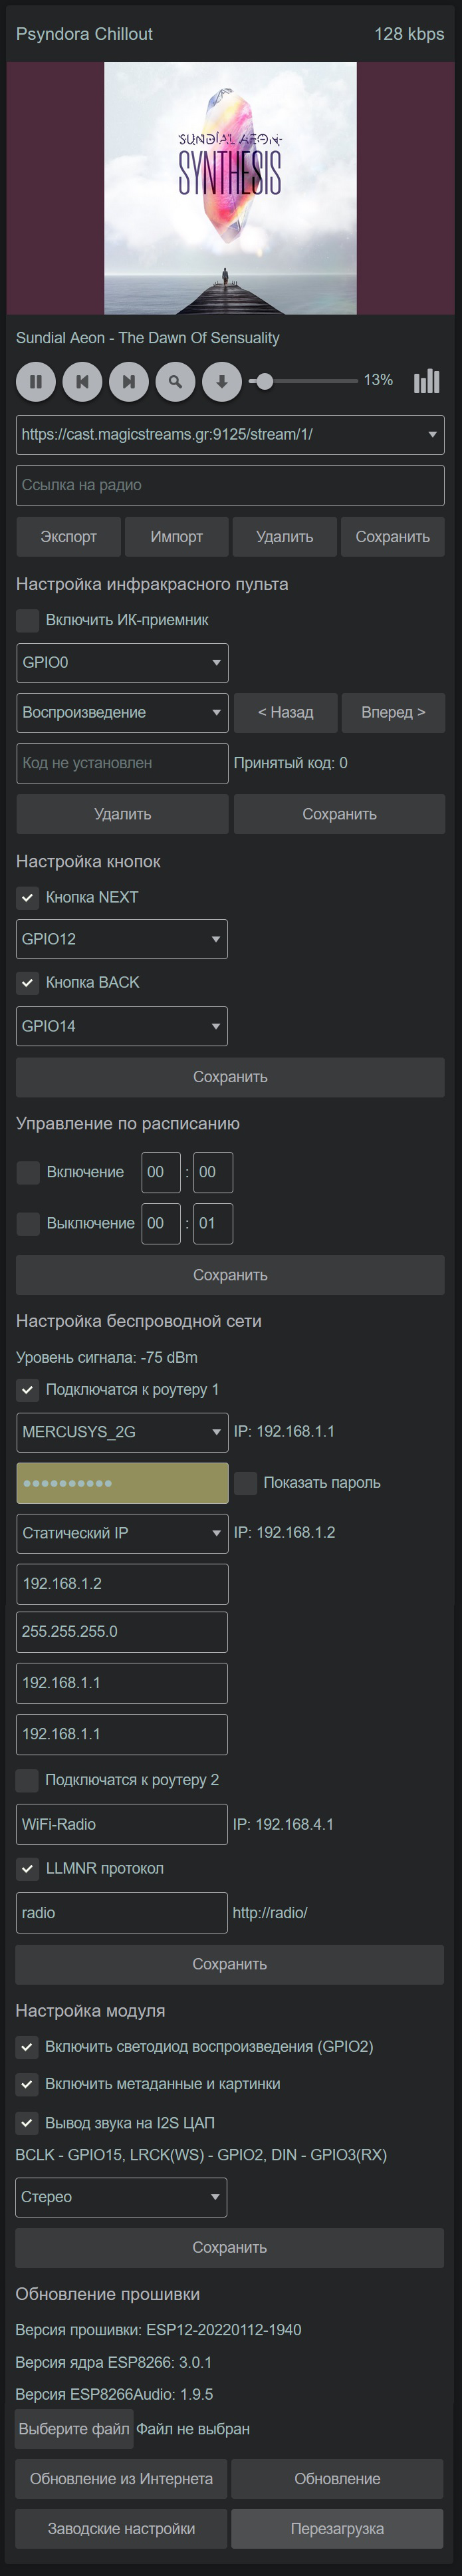 Psyndora Chillout 128 kbps
SUNDIAL AEON
SYNTHESIS
Sundial Aeon - The Dawn Of Sensuality
13%
https://cast.magicstreams.gr:9125/stream/1/
Ссылка на радио
Экспорт Импорт Удалить Сохранить
Настройка инфракрасного пульта
Включить ИК-приемник
GPIO0
Воспроизведение < Назад Вперед >
Код не установлен Принятый код: 0
Удалить Сохранить
Настройка кнопок
Кнопка NEXT
GPIO12
Кнопка BACK
GPIO14
Сохранить
Управление по расписанию
Включение 00 : 00
Выключение 00 : 01
Сохранить
Настройка беспроводной сети
Уровень сигнала: -75 dBm
Подключатся к роутеру 1
MERCUSYS_2G IP: 192.168.1.1
•••••••••• Показать пароль
Статический IP IP: 192.168.1.2
192.168.1.2
255.255.255.0
192.168.1.1
192.168.1.1
Подключатся к роутеру 2
WiFi-Radio IP: 192.168.4.1
LLMNR протокол
radio http://radio/
Сохранить
Настройка модуля
Включить светодиод воспроизведения (GPIO2)
Включить метаданные и картинки
Вывод звука на I2S ЦАП
BCLK - GPIO15, LRCK(WS) - GPIO2, DIN - GPIO3(RX)
Стерео
Сохранить
Обновление прошивки
Версия прошивки: ESP12-20220112-1940
Версия ядра ESP8266: 3.0.1
Версия ESP8266Audio: 1.9.5
Выберите файл Файл не выбран
Обновление из Интернета Обновление
Заводские настройки Перезагрузка